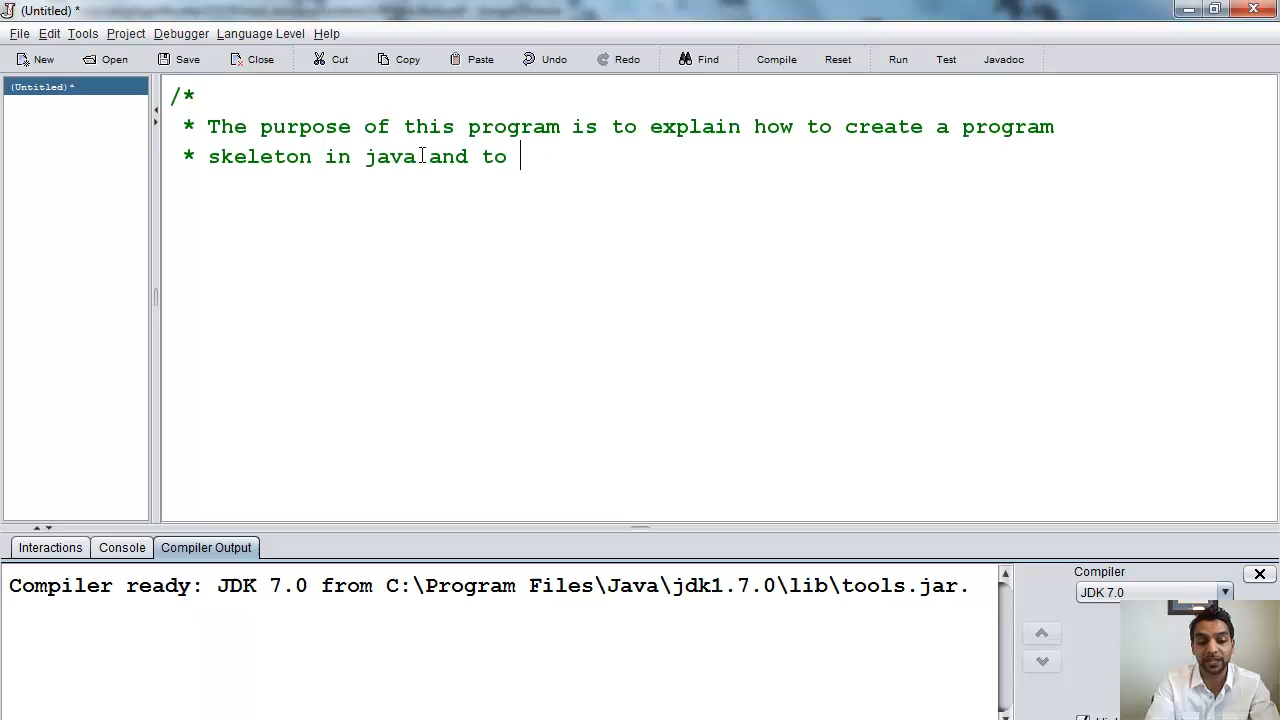 (Untitled) *
File Edit Tools Project Debugger Language Level Help
New Open Save Close Cut Copy Paste Undo Redo Find Compile Reset Run Test Javadoc
(Untitled)*
/*
* The purpose of this program is to explain how to create a program
* skeleton in java and to
Interactions Console Compiler Output
Compiler ready: JDK 7.0 from C:\Program Files\Java\jdk1.7.0\lib\tools.jar.
Compiler
JDK 7.0